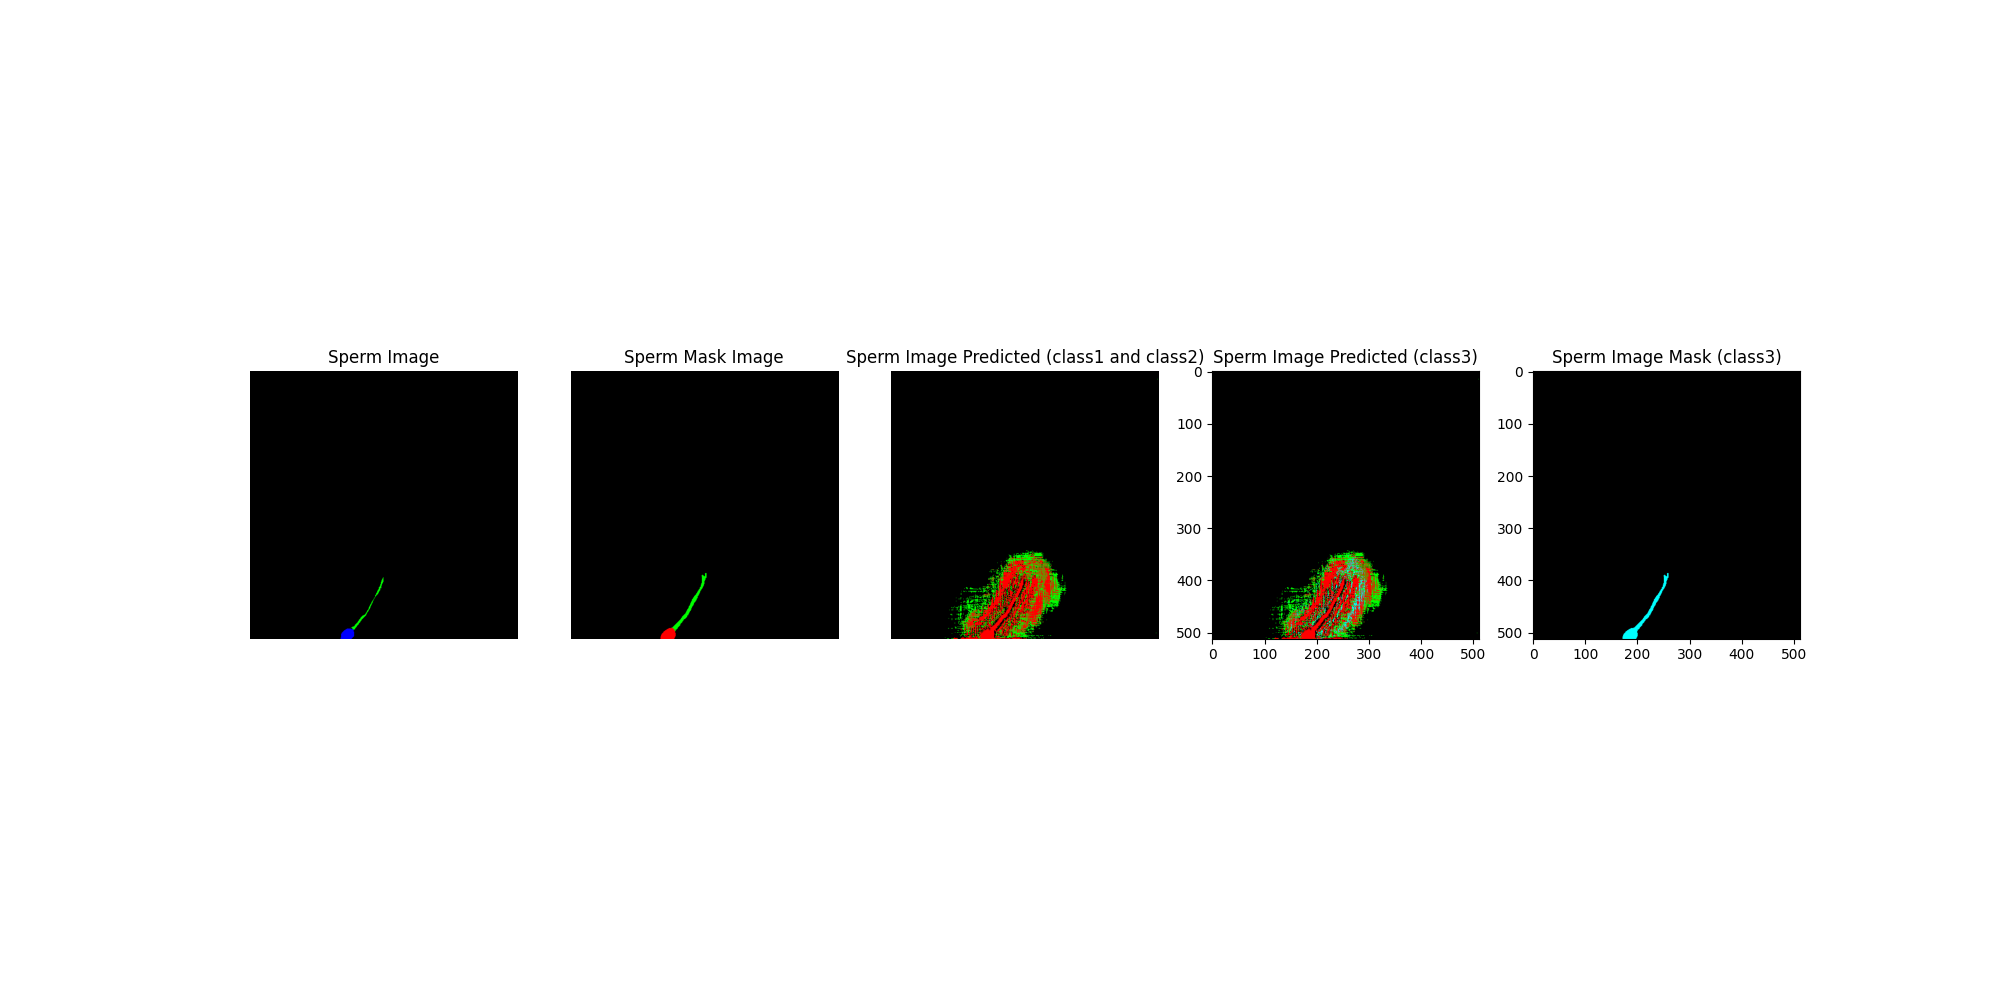 Sperm Image
Sperm Mask Image
Sperm Image Predicted (class1 and class2)
Sperm Image Predicted (class3)
Sperm Image Mask (class3)
0
100
200
300
400
500
0 100 200 300 400 500
0
100
200
300
400
500
0 100 200 300 400 500